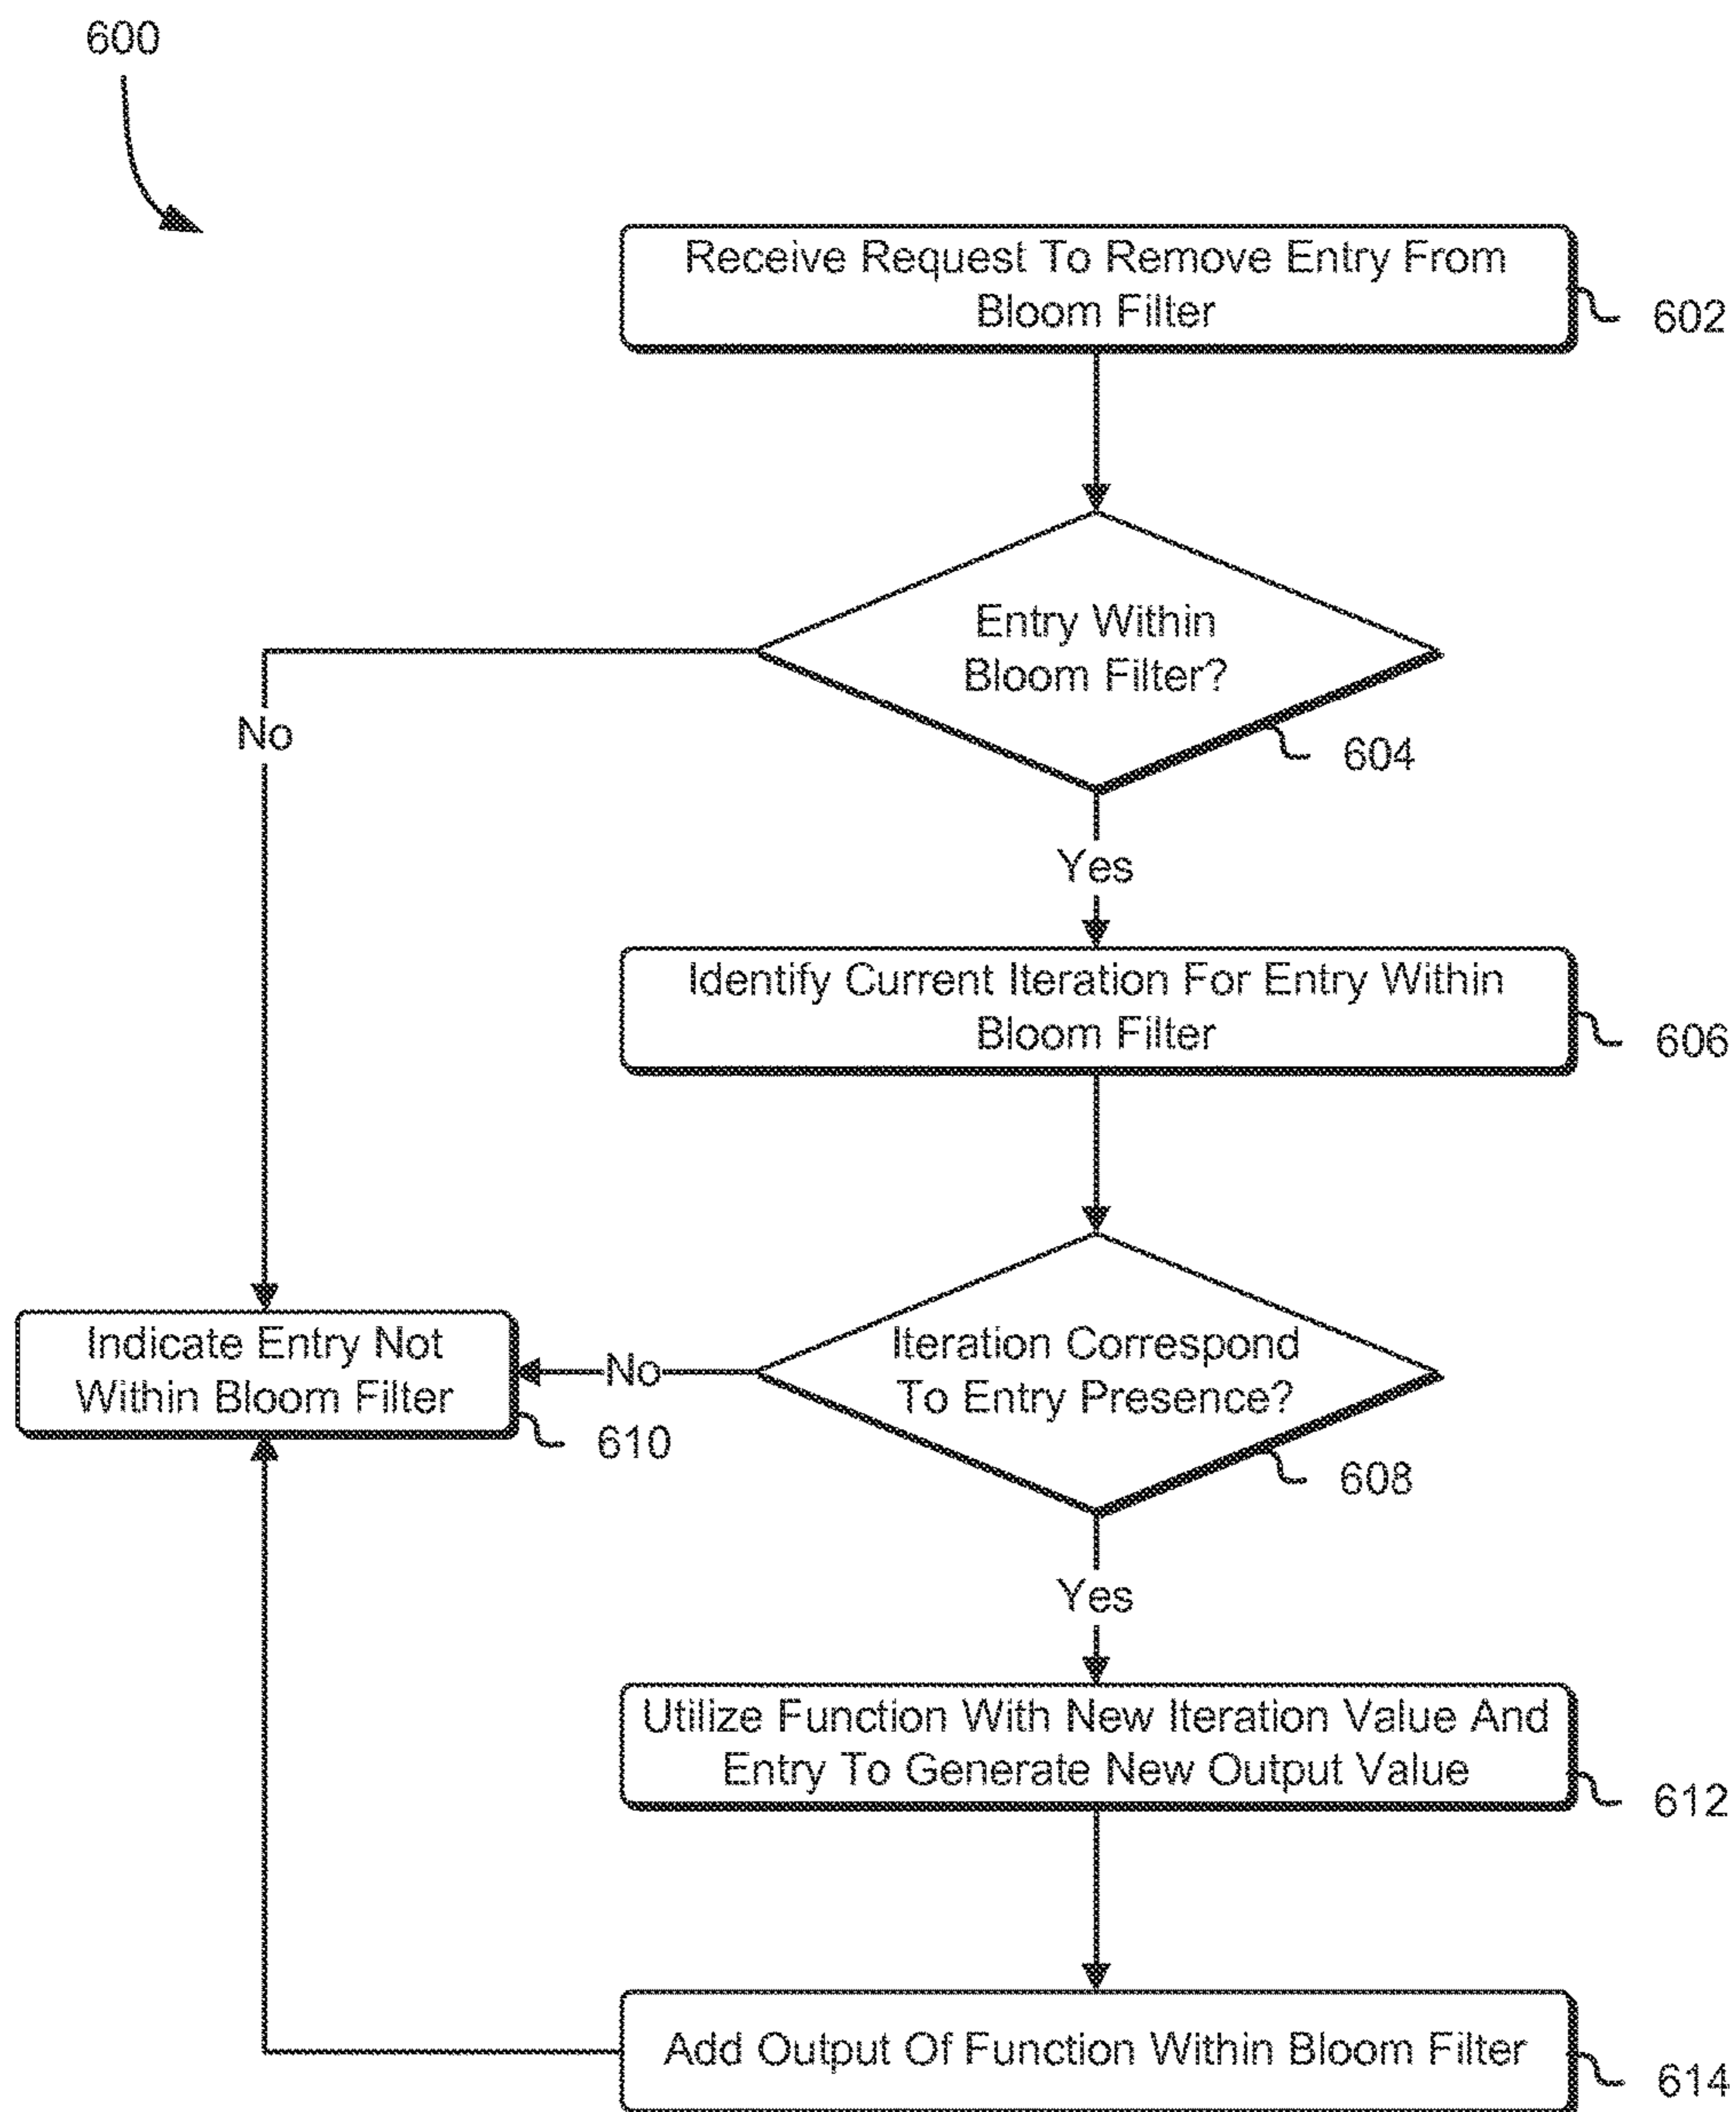 600
Receive Request To Remove Entry From
Bloom Filter
602
Entry Within
Bloom Filter?
604
No
Yes
Identify Current Iteration For Entry Within
Bloom Filter
606
Iteration Correspond
To Entry Presence?
608
No
Indicate Entry Not
Within Bloom Filter
610
Yes
Utilize Function With New Iteration Value And
Entry To Generate New Output Value
612
Add Output Of Function Within Bloom Filter
614